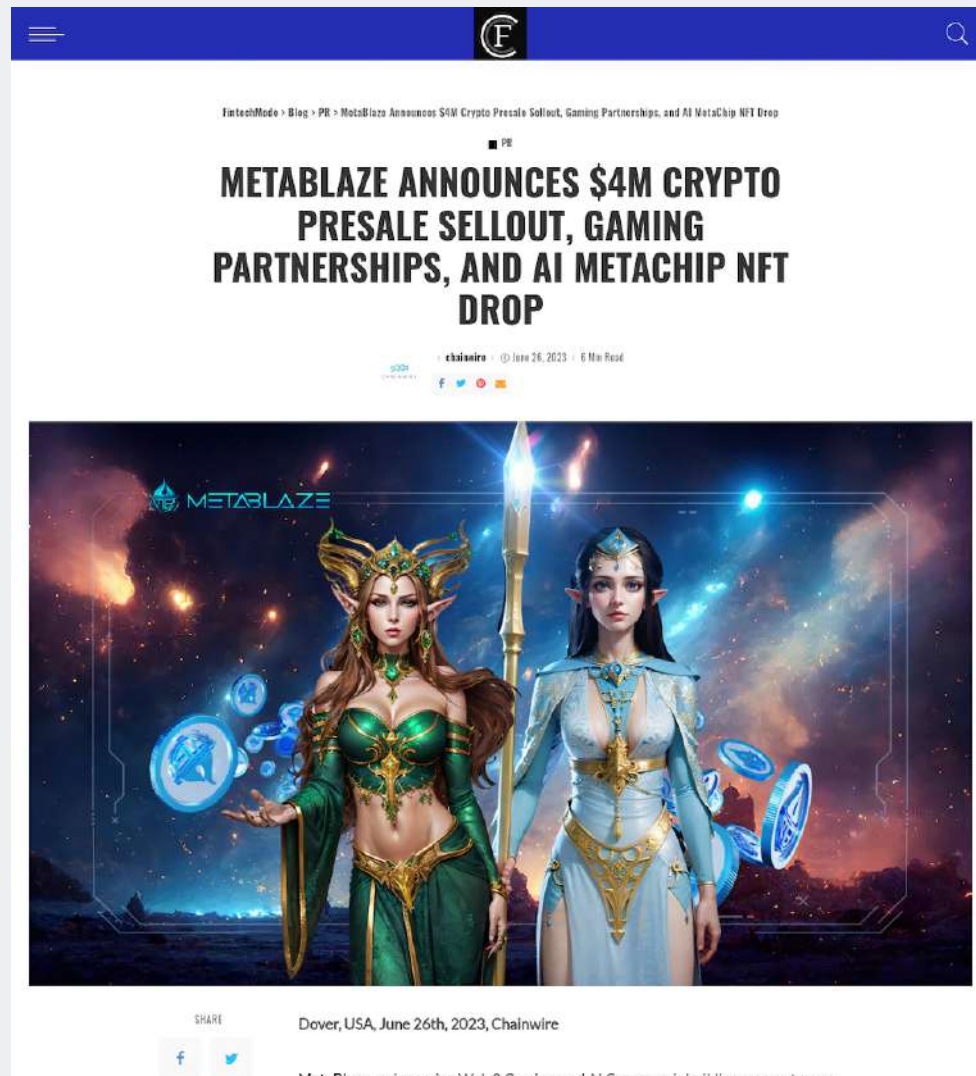 FintechMode > Blog > PR > MetaBlaze Announces $4M Crypto Presale Sellout, Gaming Partnerships, and AI MetaChip NFT Drop
PR
METABLAZE ANNOUNCES $4M CRYPTO
PRESALE SELLOUT, GAMING
PARTNERSHIPS, AND AI METACHIP NFT
DROP
chainwire June 26, 2023 6 Min Read
METABLAZE
SHARE
Dover, USA, June 26th, 2023, Chainwire